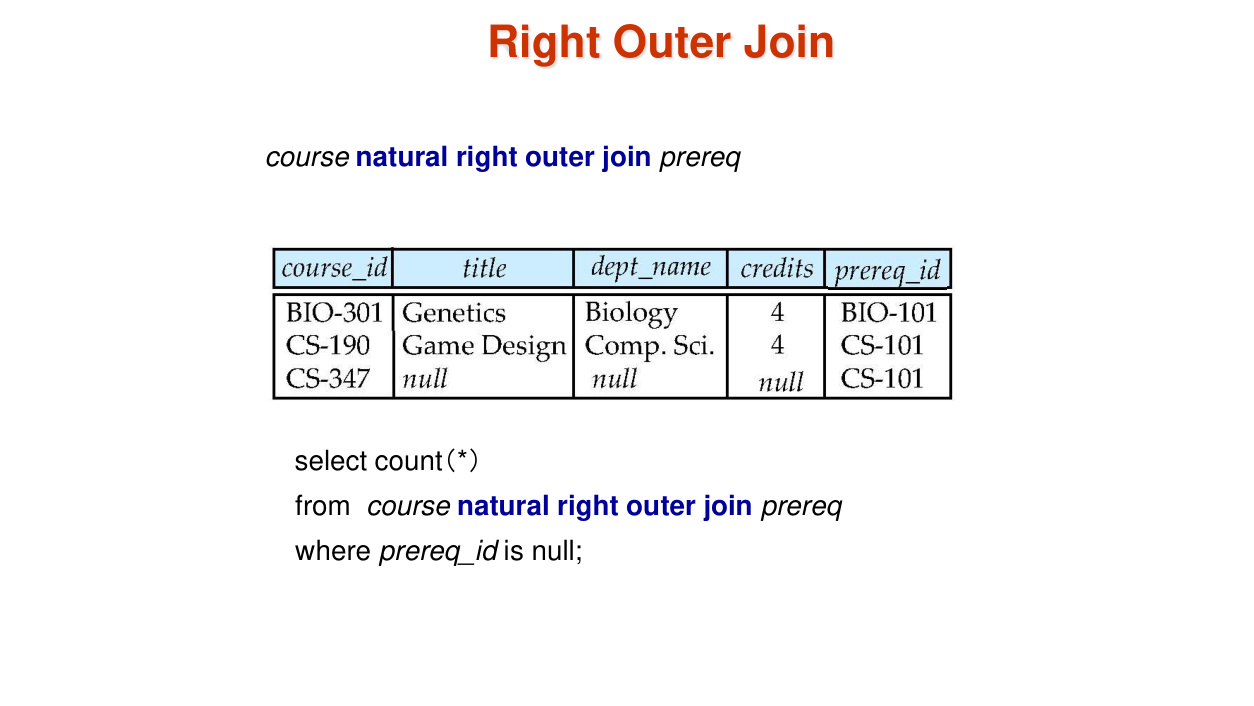 Right Outer Join
course natural right outer join prereq
course_id title dept_name credits prereq_id
BIO-301 Genetics Biology 4 BIO-101
CS-190 Game Design Comp. Sci. 4 CS-101
CS-347 null null null CS-101
select count（*）
from course natural right outer join prereq
where prereq_id is null;